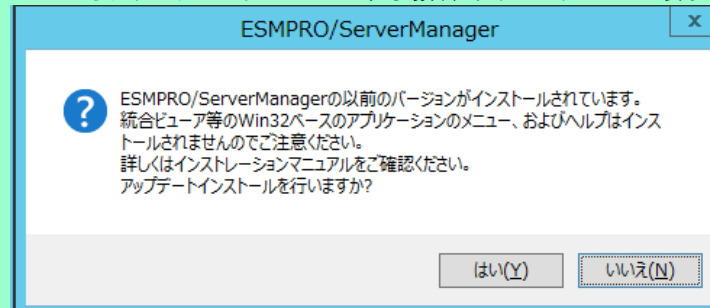 ESMPRO/ServerManager
x
ESMPRO/ServerManagerの以前のバージョンがインストールされています。
統合ビューア等のWin32ベースのアプリケーションのメニュー、およびヘルプはインス
トールされませんのでご注意ください。
詳しくはインストレーションマニュアルをご確認ください。
アップデートインストールを行いますか?
はい(Y)
いいえ(N)